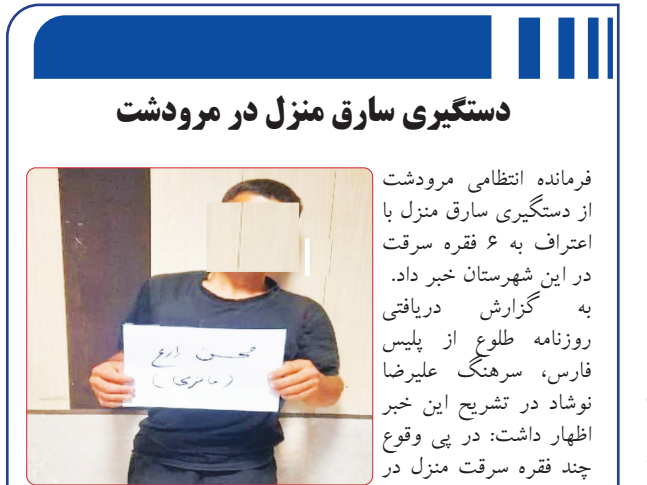 دستگیری سارق منزل در مرودشت
فرمانده انتظامی مرودشت
از دستگیری سارق منزل با
اعتراف به ۶ فقره سرقت
در این شهرستان خبر داد.
به گزارش دریافتی
روزنامه طلوع از پلیس
فارس، سرهنگ علیرضا
نوشاد در تشریح این خبر
اظهار داشت: در پی وقوع
چند فقره سرقت منزل در